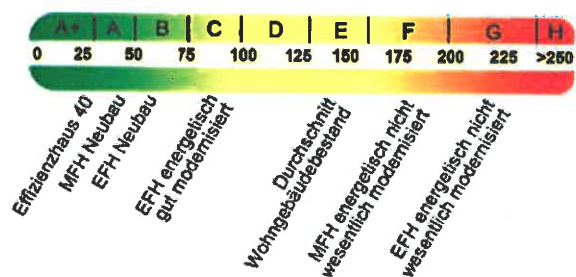 A+ A B C D E F G H
0 25 50 75 100 125 150 175 200 225 >250
Effizienzhaus 40
MFH Neubau
EFH Neubau
EFH energetisch
gut modernisiert
Durchschnitt
Wohngebäudebestand
MFH energetisch nicht
wesentlich modernisiert
EFH energetisch nicht
wesentlich modernisiert